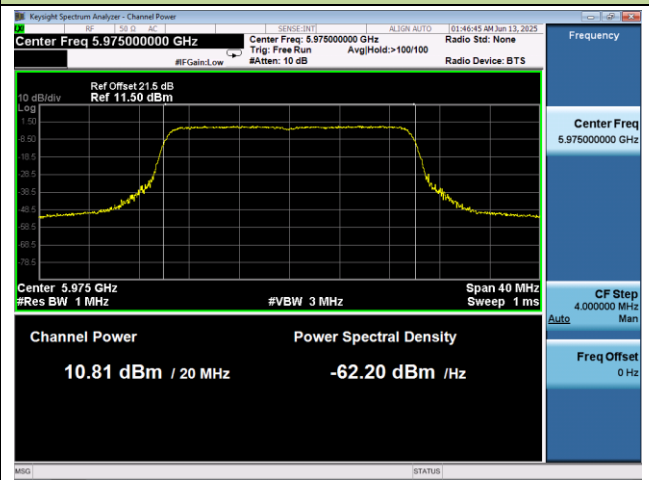 Keysight Spectrum Analyzer - Channel Power
RF 50 Ω AC SENSE:INT ALIGN AUTO 01:46:45 AM Jun 13, 2025
Center Freq 5.975000000 GHz
Center Freq: 5.975000000 GHz
Radio Std: None
Trig: Free Run Avg|Hold:>100/100
#IFGain:Low
#Atten: 10 dB
Radio Device: BTS
Ref Offset 21.5 dB
10 dB/div Ref 11.50 dBm
Log
1.50
-8.50
-18.5
-28.5
-38.5
-48.5
-58.5
-68.5
-78.5
Center 5.975 GHz
Span 40 MHz
#Res BW 1 MHz
#VBW 3 MHz
Sweep 1 ms
Channel Power
Power Spectral Density
10.81 dBm / 20 MHz
-62.20 dBm /Hz
Frequency
Center Freq
5.975000000 GHz
CF Step
4.000000 MHz
Auto Man
Freq Offset
0 Hz
MSG
STATUS